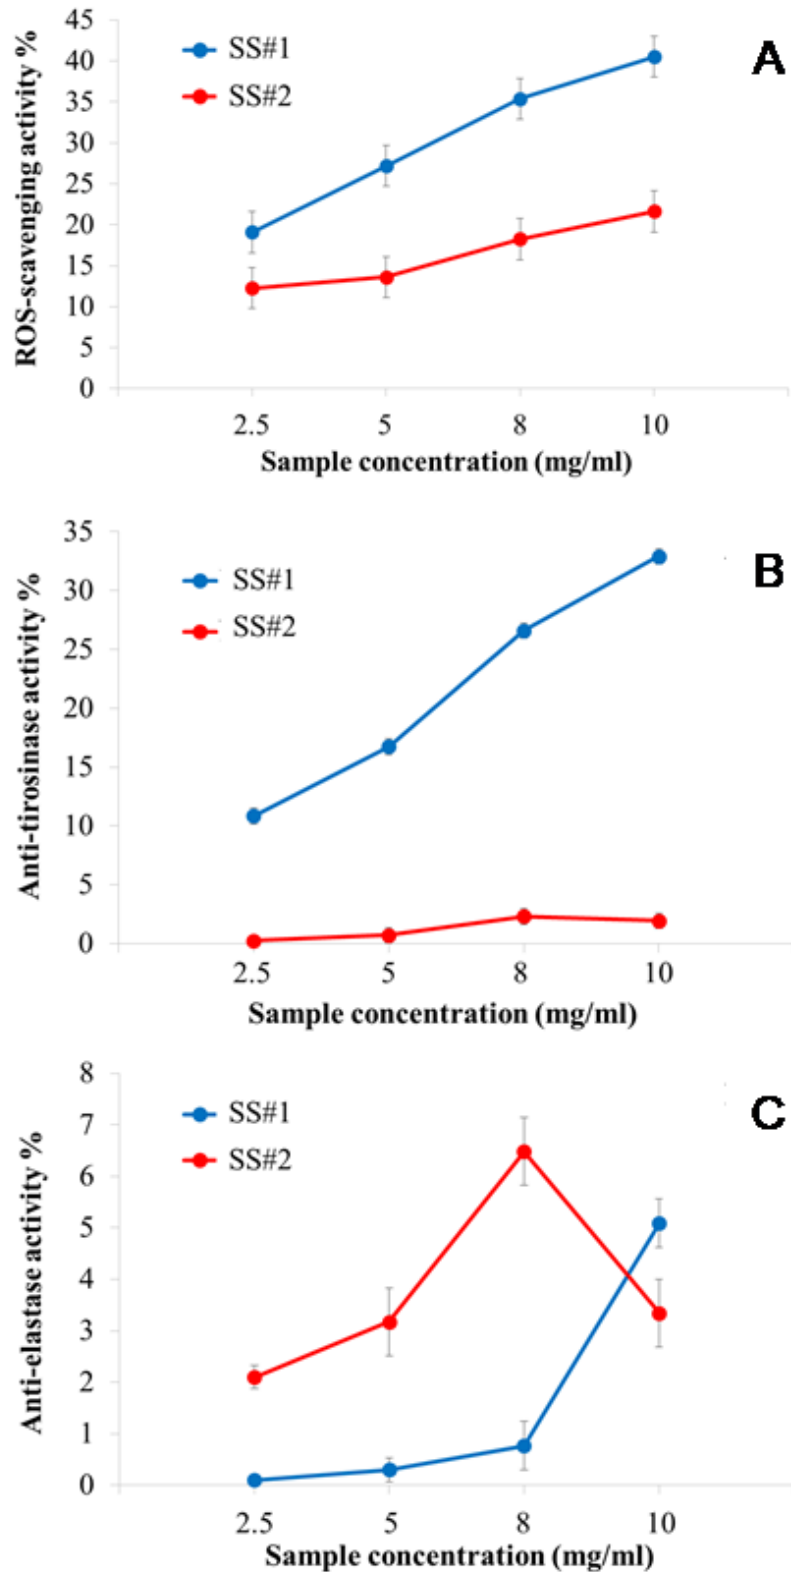 A
SS#1
SS#2
ROS-scavenging activity %
45
40
35
30
25
20
15
10
5
0
2.5 5 8 10
Sample concentration (mg/ml)
B
SS#1
SS#2
Anti-tirosinase activity %
35
30
25
20
15
10
5
0
2.5 5 8 10
Sample concentration (mg/ml)
C
SS#1
SS#2
Anti-elastase activity %
8
7
6
5
4
3
2
1
0
2.5 5 8 10
Sample concentration (mg/ml)